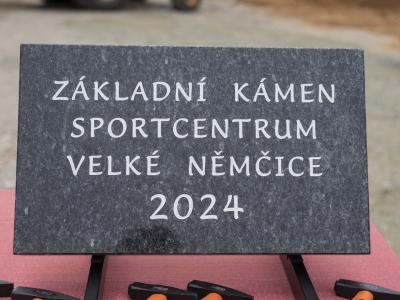 ZÁKLADNÍ KÁMEN
SPORTCENTRUM
VELKÉ NĚMČICE
2024